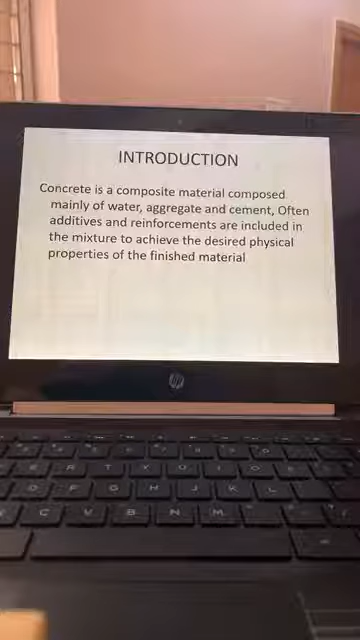 INTRODUCTION
Concrete is a composite material composed
mainly of water, aggregate and cement, Often
additives and reinforcements are included in
the mixture to achieve the desired physical
properties of the finished material
hp
E R T Y U I O
D F G H J K L
C V B N M